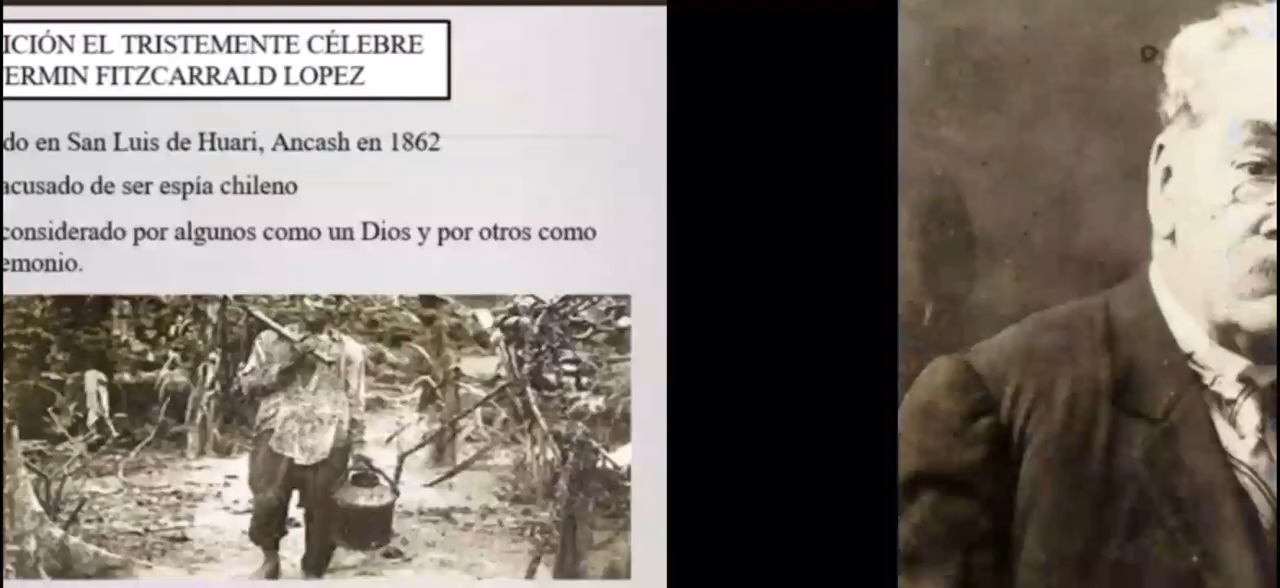 ICIÓN EL TRISTEMENTE CÉLEBRE
ERMIN FITZCARRALD LOPEZ
do en San Luis de Huari, Ancash en 1862
acusado de ser espía chileno
considerado por algunos como un Dios y por otros como
emonio.